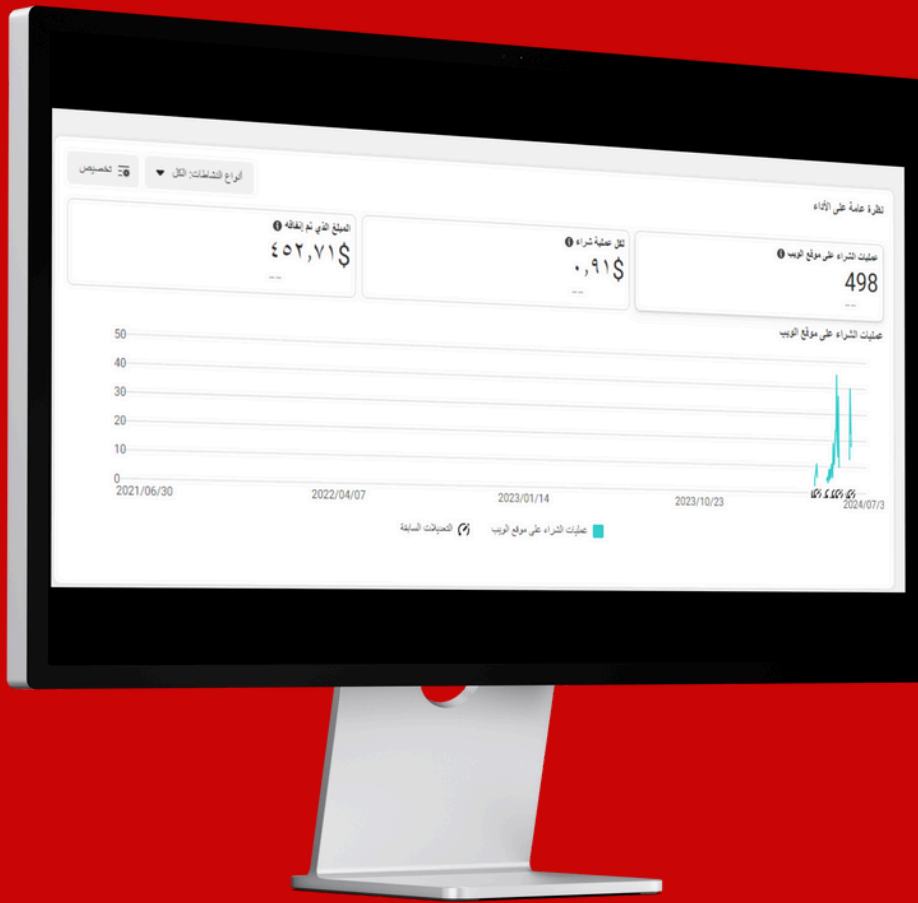 نظرة عامة على الأداء
أنواع النشاطات: الكل
تخصيص
عمليات الشراء على موقع الويب
498
--
لكل عملية شراء
٠,٩١$
--
المبلغ الذي تم إنفاقه
٤٥٢,٧١$
--
عمليات الشراء على موقع الويب
50
40
30
20
10
0
2021/06/30
2022/04/07
2023/01/14
2023/10/23
2024/07/3
عمليات الشراء على موقع الويب
التعديلات السابقة